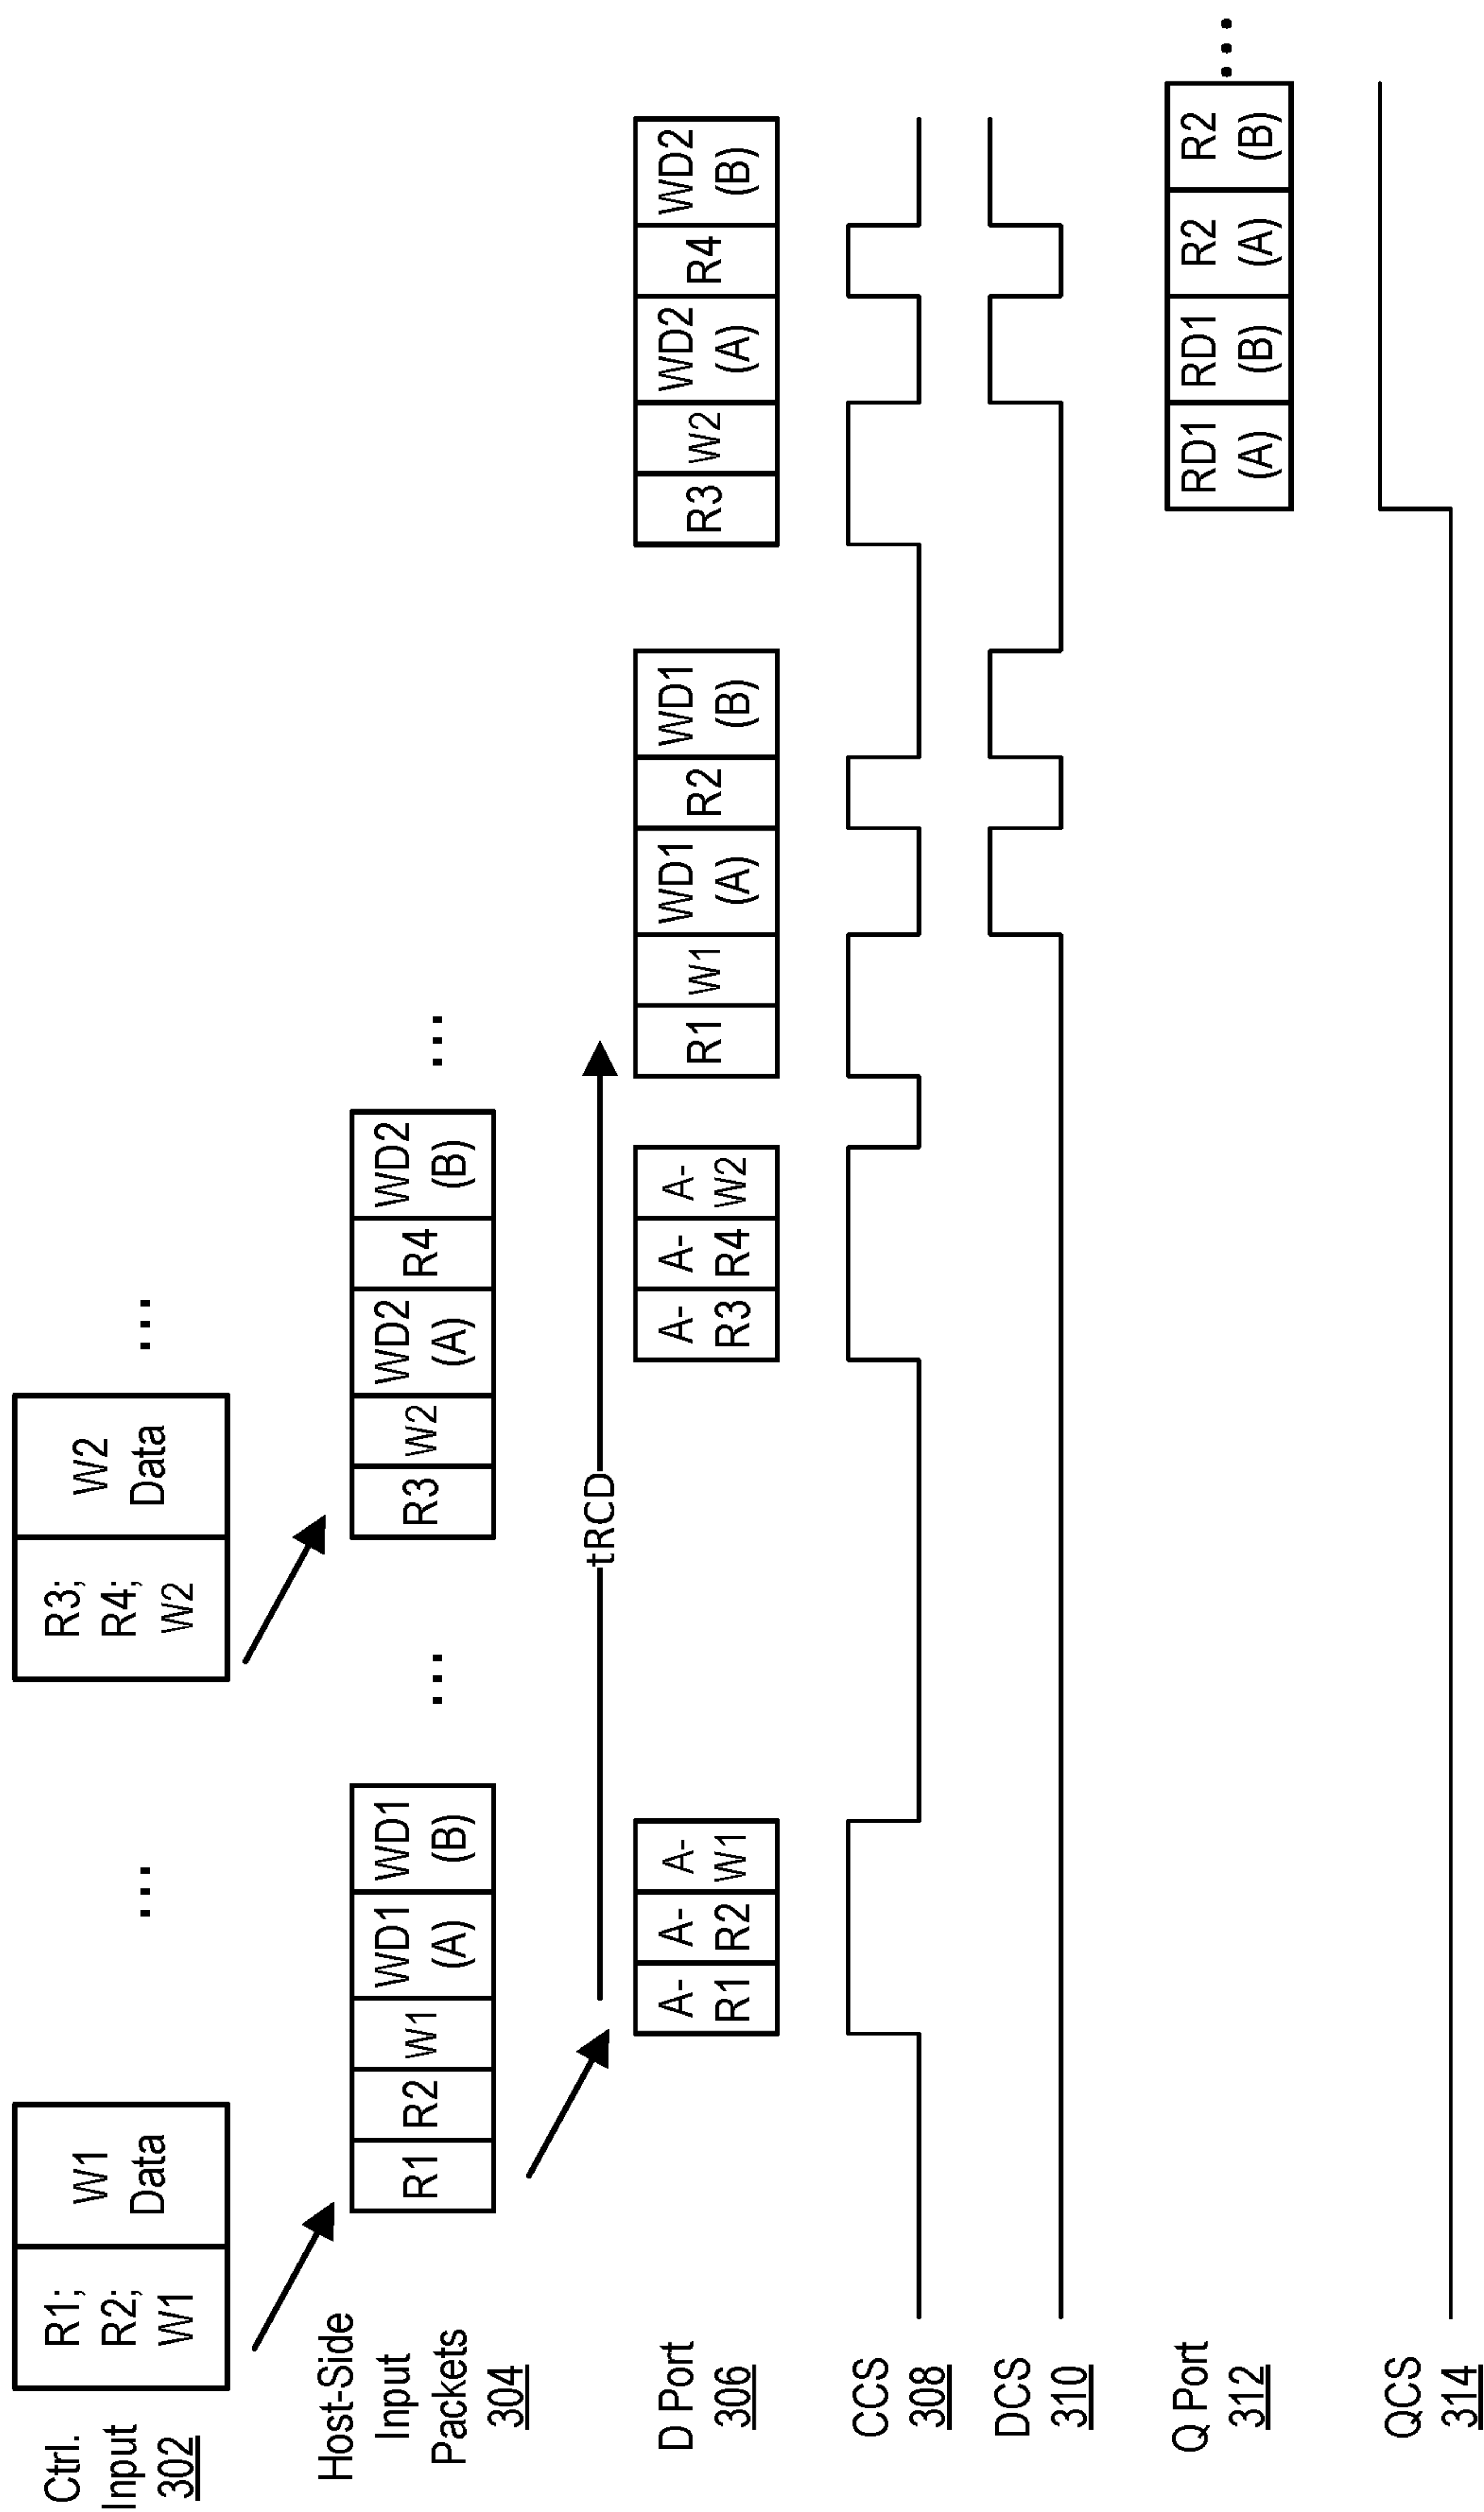 Ctrl.
Input
302
R1;
R2;
W1
W1
Data
...
R3;
R4;
W2
W2
Data
...
Host-Side
Input
Packets
304
R1
R2
W1
WD1
(A)
WD1
(B)
...
R3
W2
WD2
(A)
R4
WD2
(B)
...
tRCD
D Port
306
A-
R1
A-
R2
A-
W1
A-
R3
A-
R4
A-
W2
R1
W1
WD1
(A)
R2
WD1
(B)
R3
W2
WD2
(A)
R4
WD2
(B)
CCS
308
DCS
310
Q Port
312
RD1
(A)
RD1
(B)
R2
(A)
R2
(B)
...
QCS
314